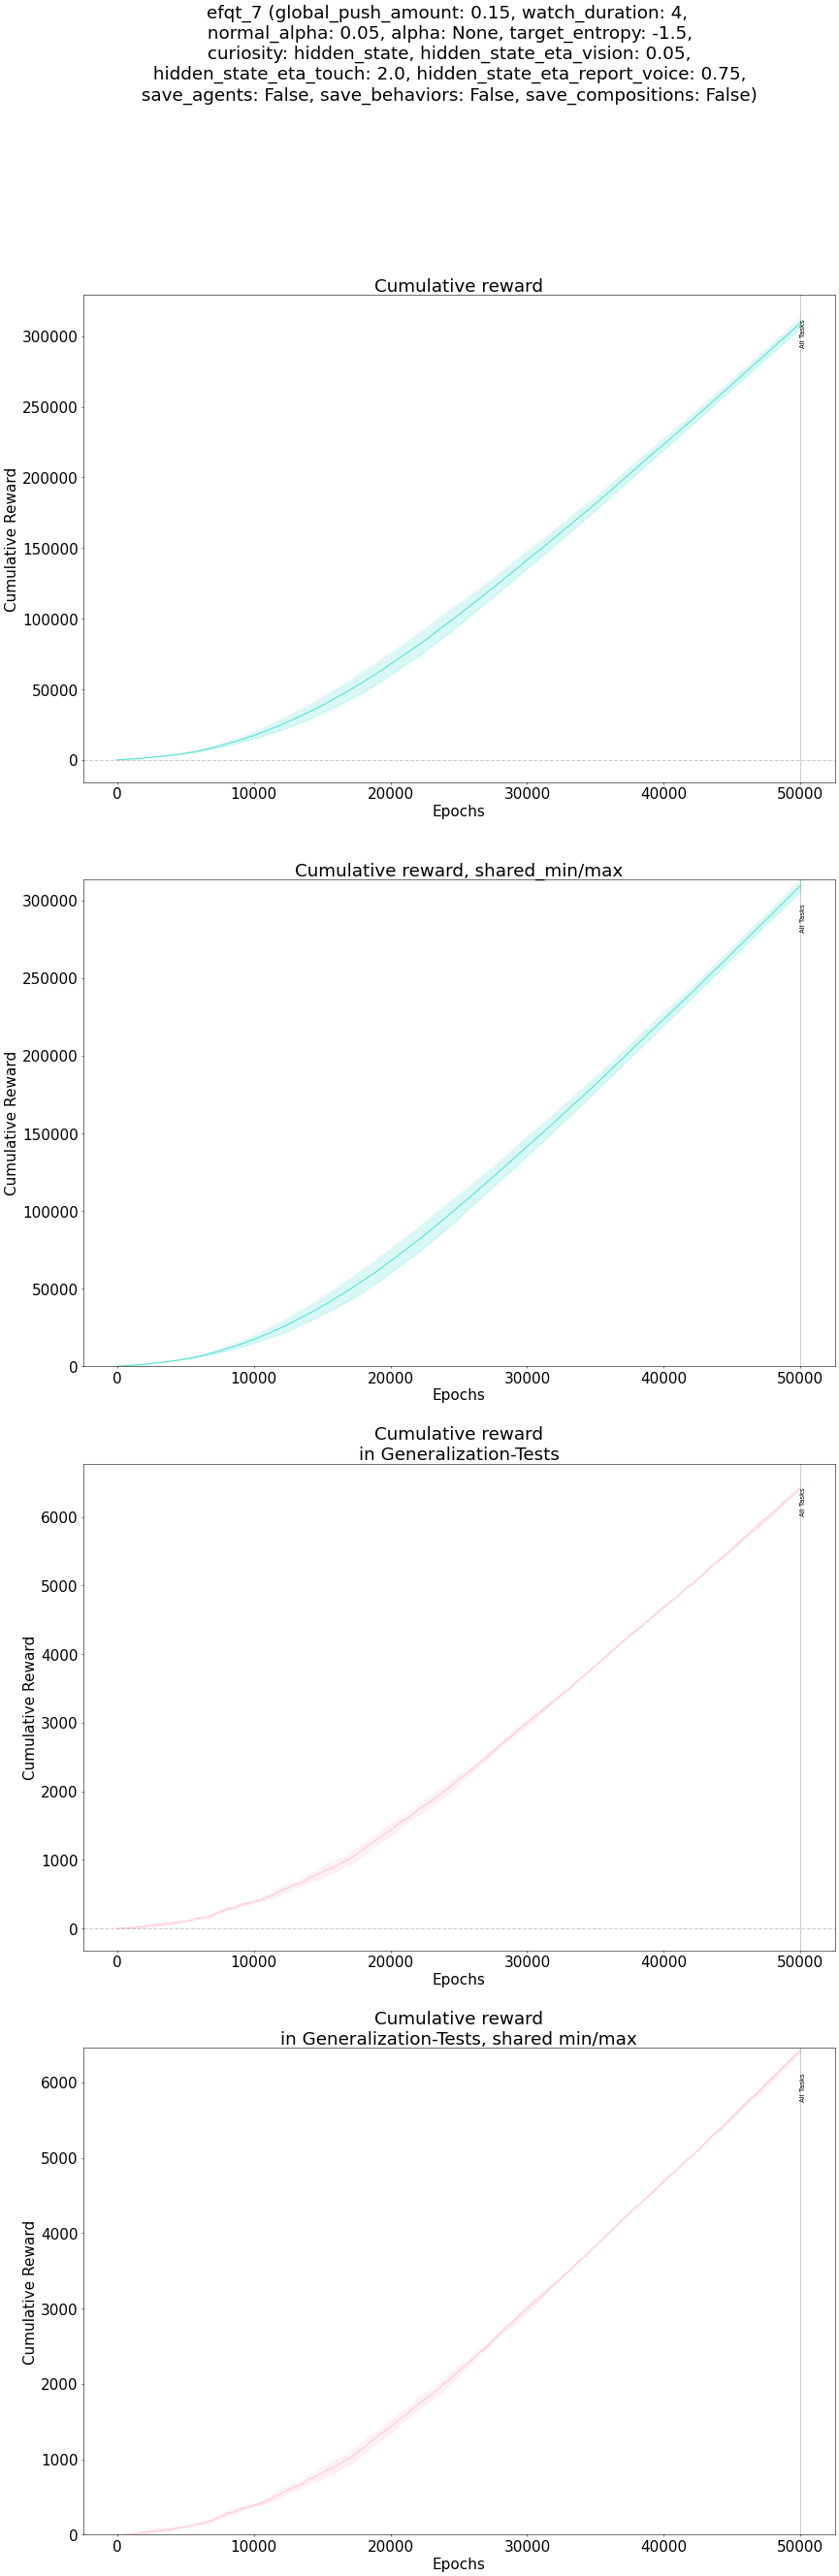 efqt_7 (global_push_amount: 0.15, watch_duration: 4,
normal_alpha: 0.05, alpha: None, target_entropy: -1.5,
curiosity: hidden_state, hidden_state_eta_vision: 0.05,
hidden_state_eta_touch: 2.0, hidden_state_eta_report_voice: 0.75,
save_agents: False, save_behaviors: False, save_compositions: False)
Cumulative reward
300000
250000
200000
150000
100000
50000
0
Cumulative Reward
All Tasks
0 10000 20000 30000 40000 50000
Epochs
Cumulative reward, shared_min/max
300000
250000
200000
150000
100000
50000
0
Cumulative Reward
All Tasks
0 10000 20000 30000 40000 50000
Epochs
Cumulative reward
in Generalization-Tests
6000
5000
4000
3000
2000
1000
0
Cumulative Reward
All Tasks
0 10000 20000 30000 40000 50000
Epochs
Cumulative reward
in Generalization-Tests, shared min/max
6000
5000
4000
3000
2000
1000
0
Cumulative Reward
All Tasks
0 10000 20000 30000 40000 50000
Epochs